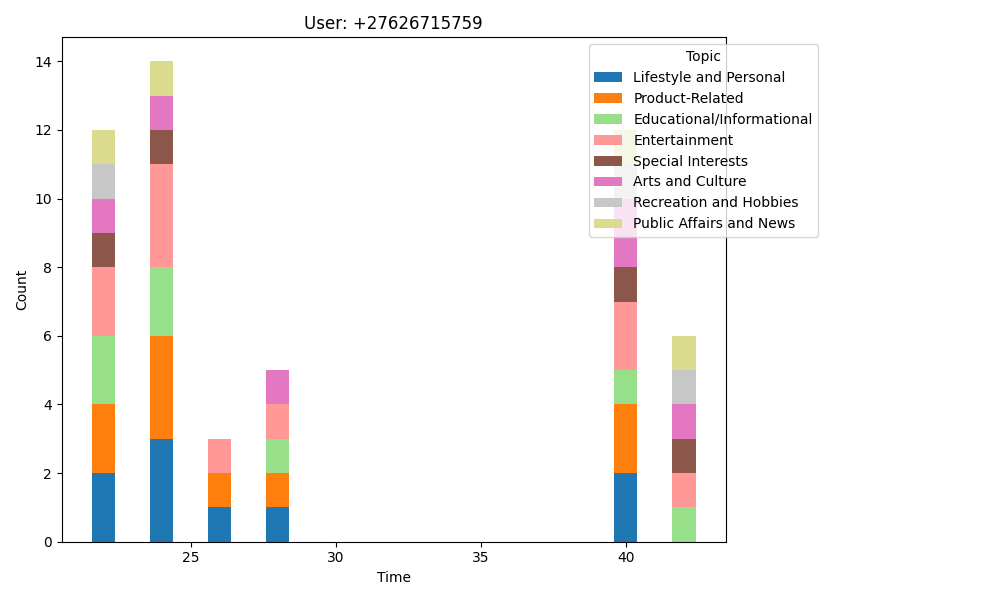 User: +27626715759
Topic
Lifestyle and Personal
Product-Related
Educational/Informational
Entertainment
Special Interests
Arts and Culture
Recreation and Hobbies
Public Affairs and News
Count
14
12
10
8
6
4
2
0
25 30 35 40
Time